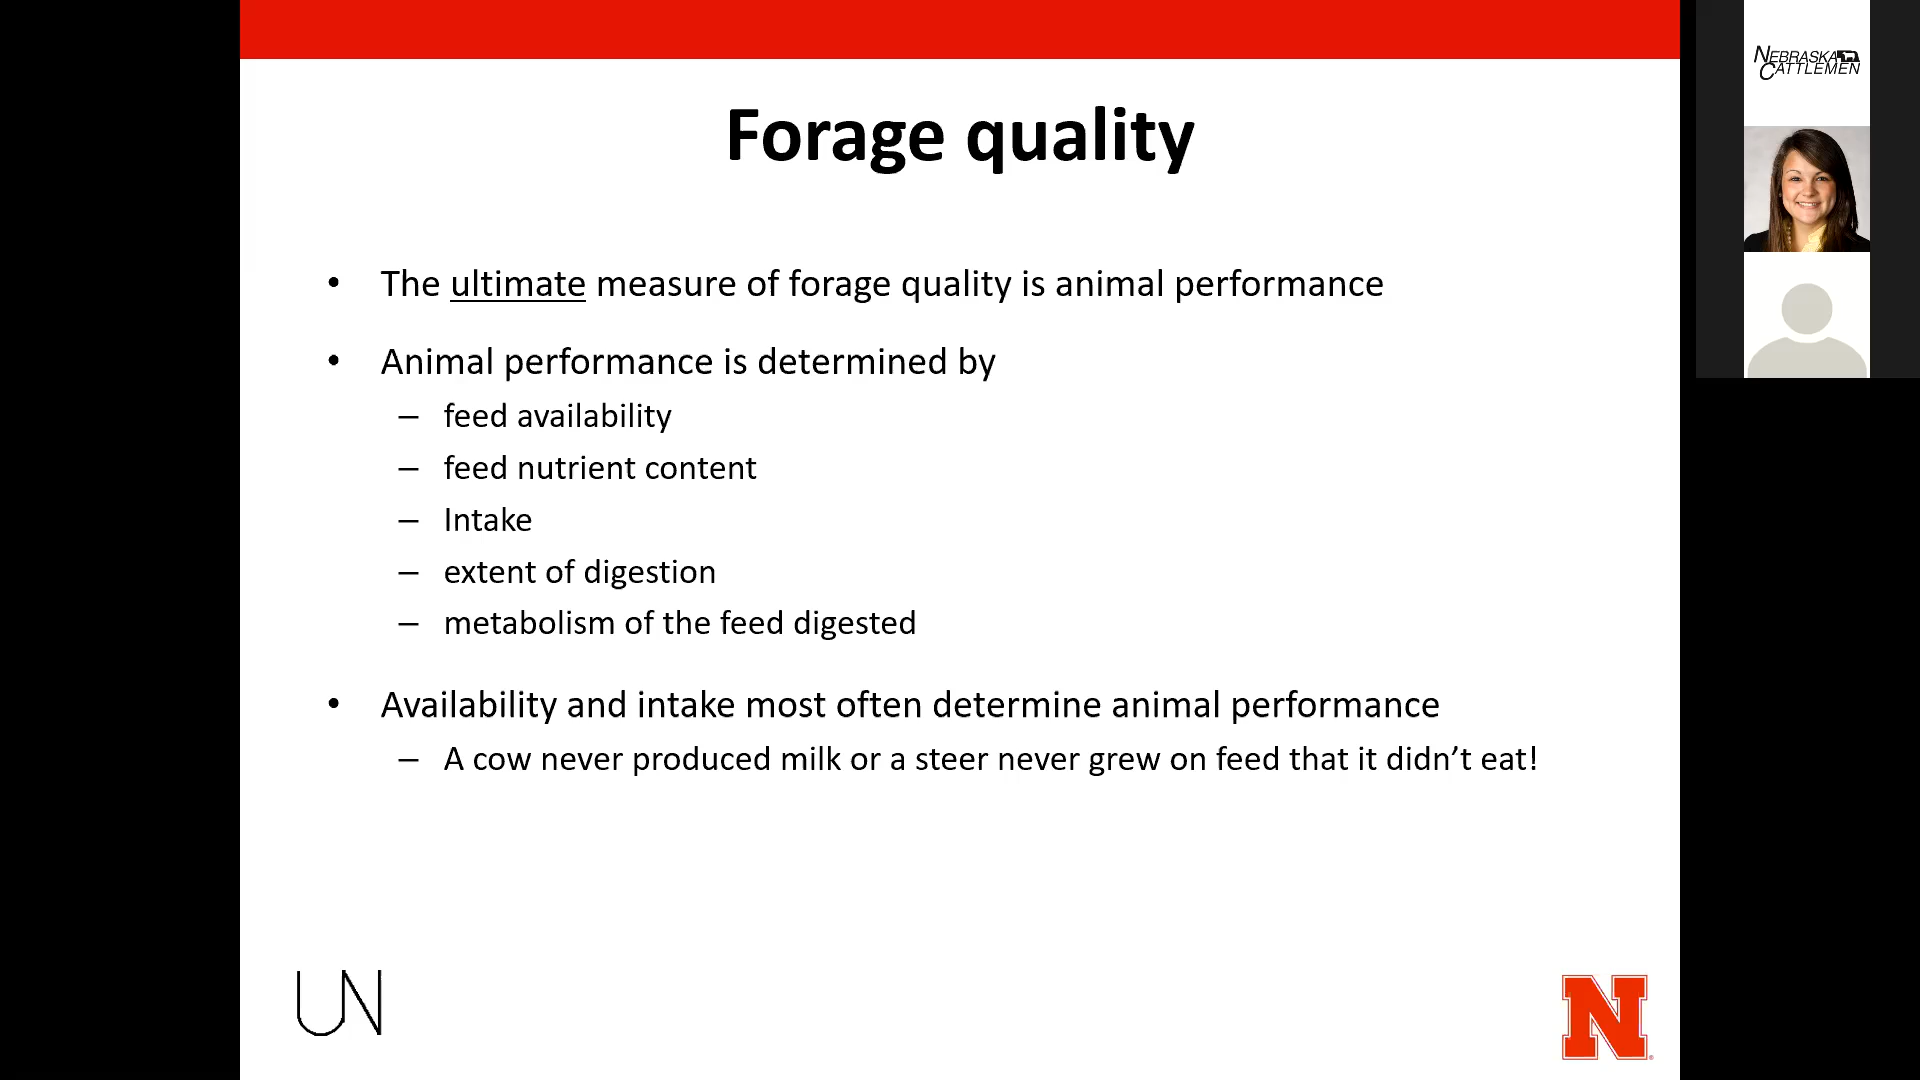 Forage quality
• The ultimate measure of forage quality is animal performance
• Animal performance is determined by
– feed availability
– feed nutrient content
– Intake
– extent of digestion
– metabolism of the feed digested
• Availability and intake most often determine animal performance
– A cow never produced milk or a steer never grew on feed that it didn’t eat!
UN
N
NEBRASKA
CATTLEMEN